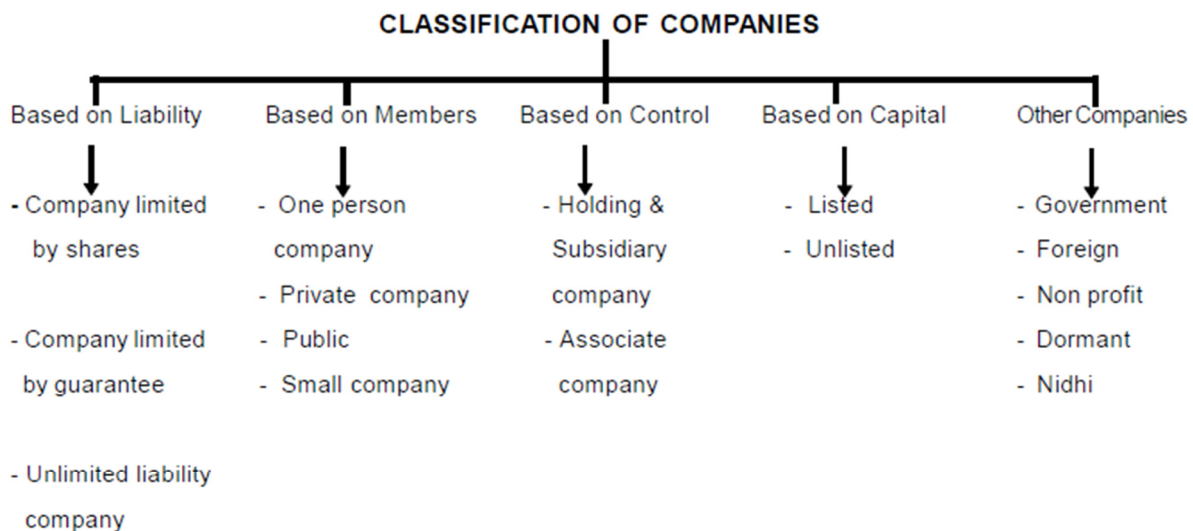 CLASSIFICATION OF COMPANIES
Based on Liability
- Company limited
by shares
- Company limited
by guarantee
- Unlimited liability
company
Based on Members
- One person
company
- Private company
- Public
- Small company
Based on Control
- Holding &
Subsidiary
company
- Associate
company
Based on Capital
- Listed
- Unlisted
Other Companies
- Government
- Foreign
- Non profit
- Dormant
- Nidhi